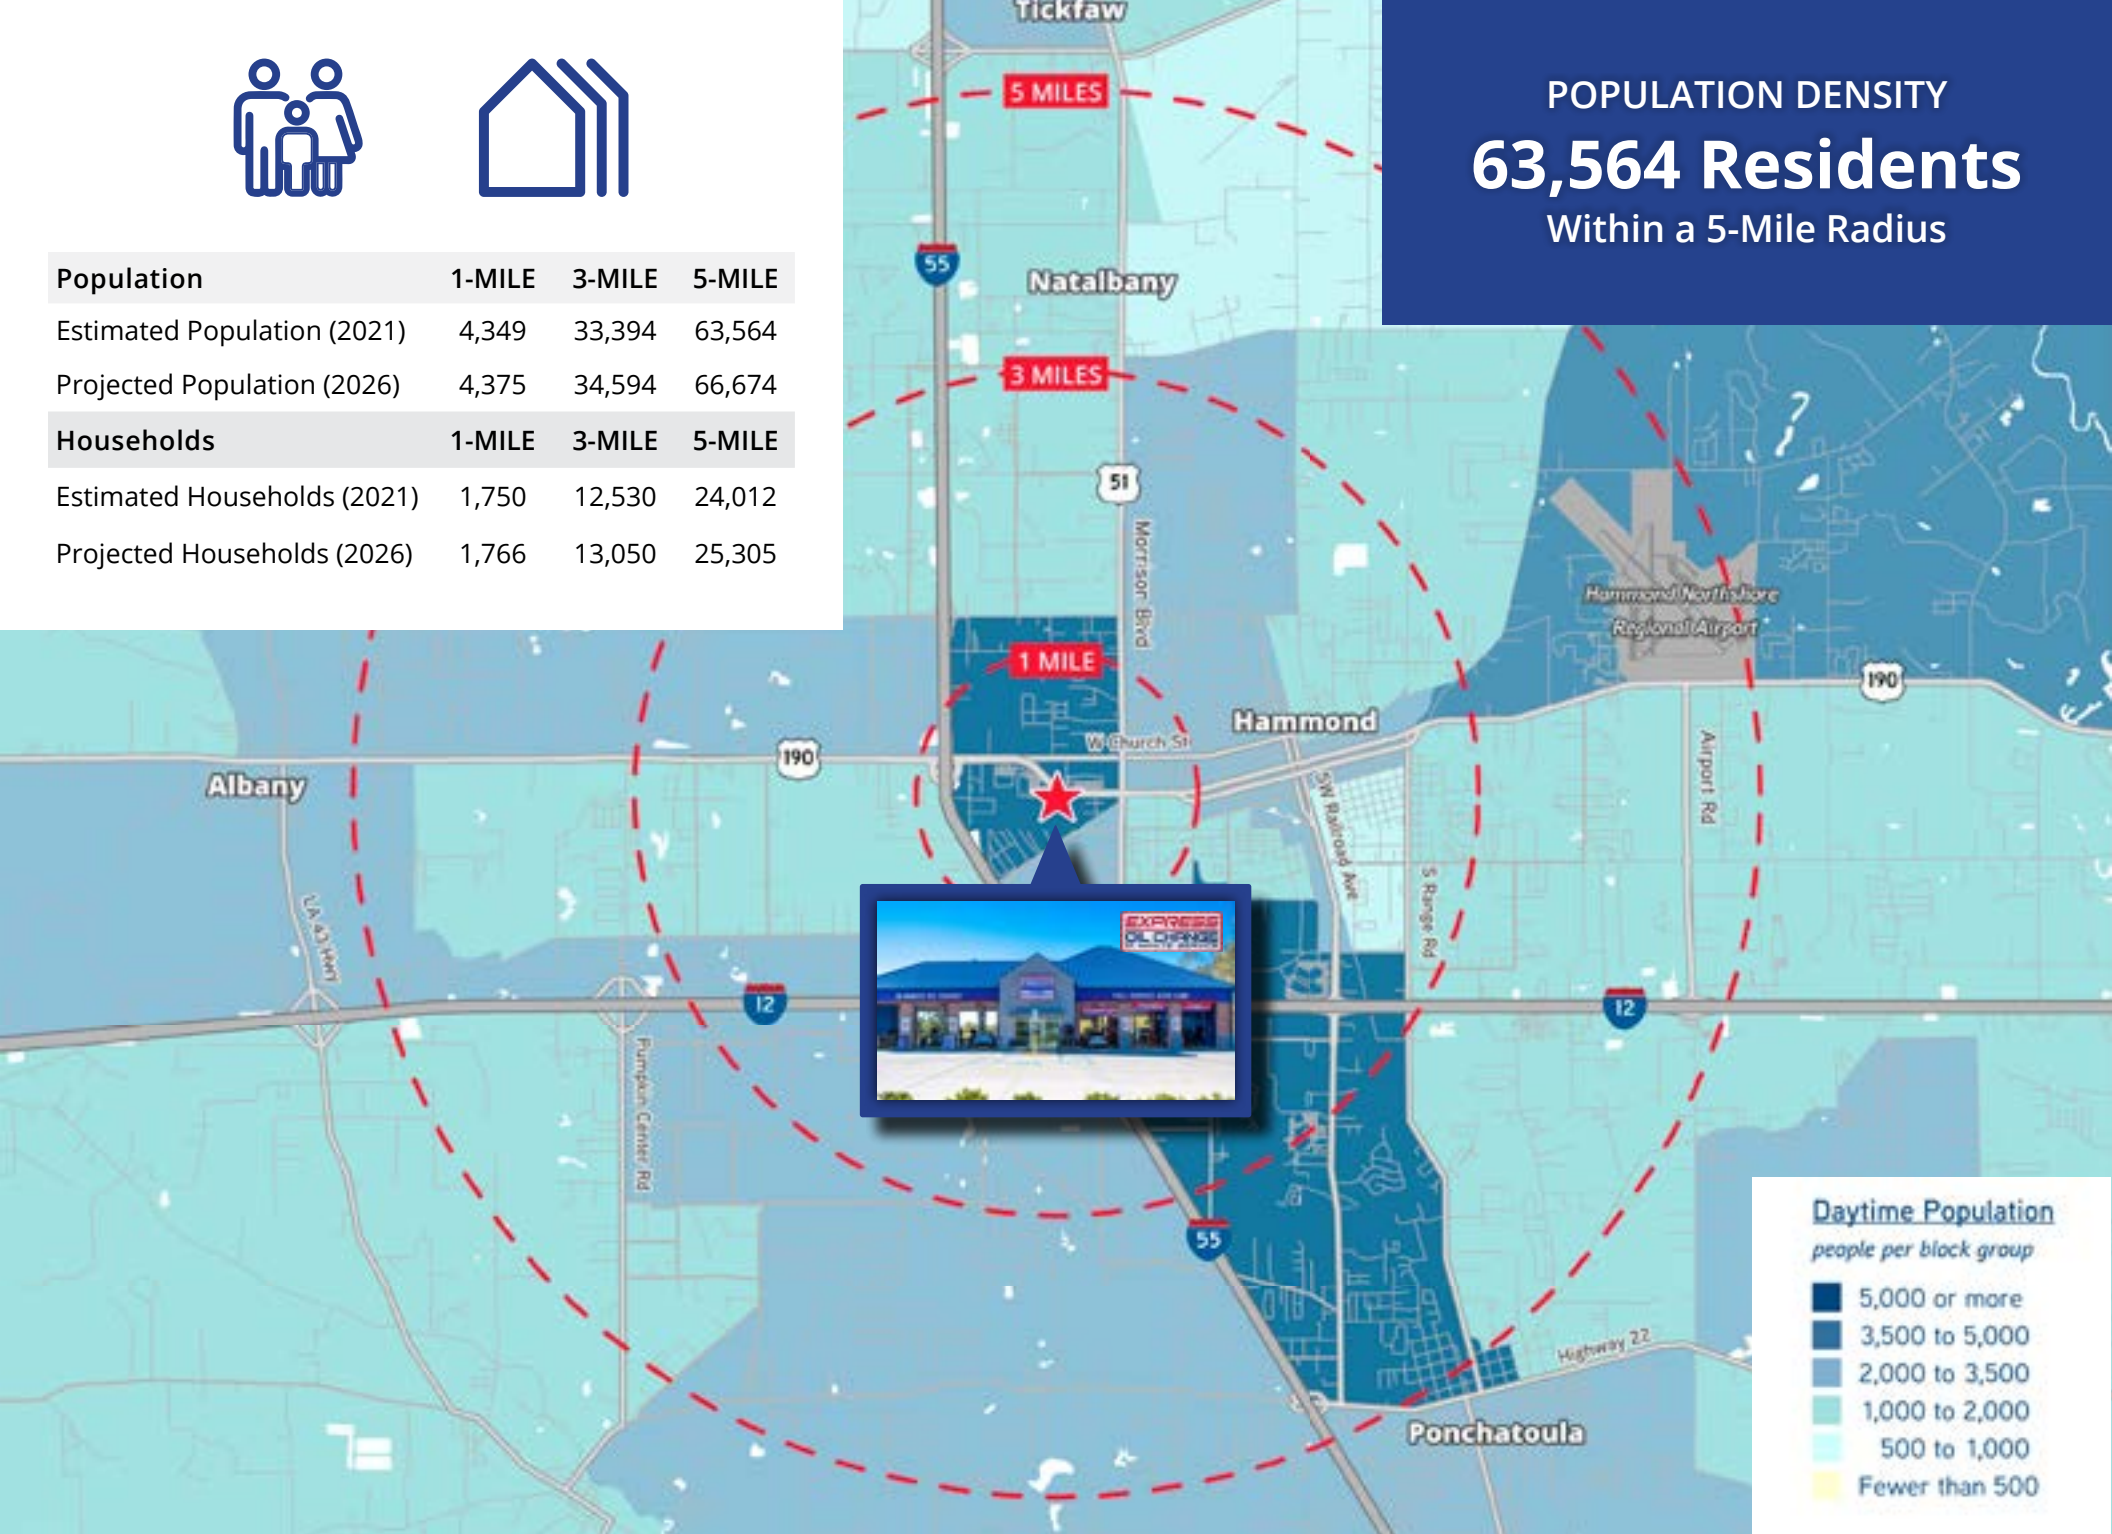 Population 1-MILE 3-MILE 5-MILE
Estimated Population (2021) 4,349 33,394 63,564
Projected Population (2026) 4,375 34,594 66,674
Households 1-MILE 3-MILE 5-MILE
Estimated Households (2021) 1,750 12,530 24,012
Projected Households (2026) 1,766 13,050 25,305
POPULATION DENSITY
63,564 Residents
Within a 5-Mile Radius
Tickfaw
5 MILES
55
Natalbany
3 MILES
51
Morrison Blvd
Hammond Northshore
Regional Airport
1 MILE
190
Hammond
W Church St
190
Albany
Airport Rd
SW Railroad Ave
S Range Rd
LA 43 HWY
EXPRESS
OIL CHANGE
12
12
Pumpkin Center Rd
55
Highway 22
Ponchatoula
Daytime Population
people per block group
5,000 or more
3,500 to 5,000
2,000 to 3,500
1,000 to 2,000
500 to 1,000
Fewer than 500